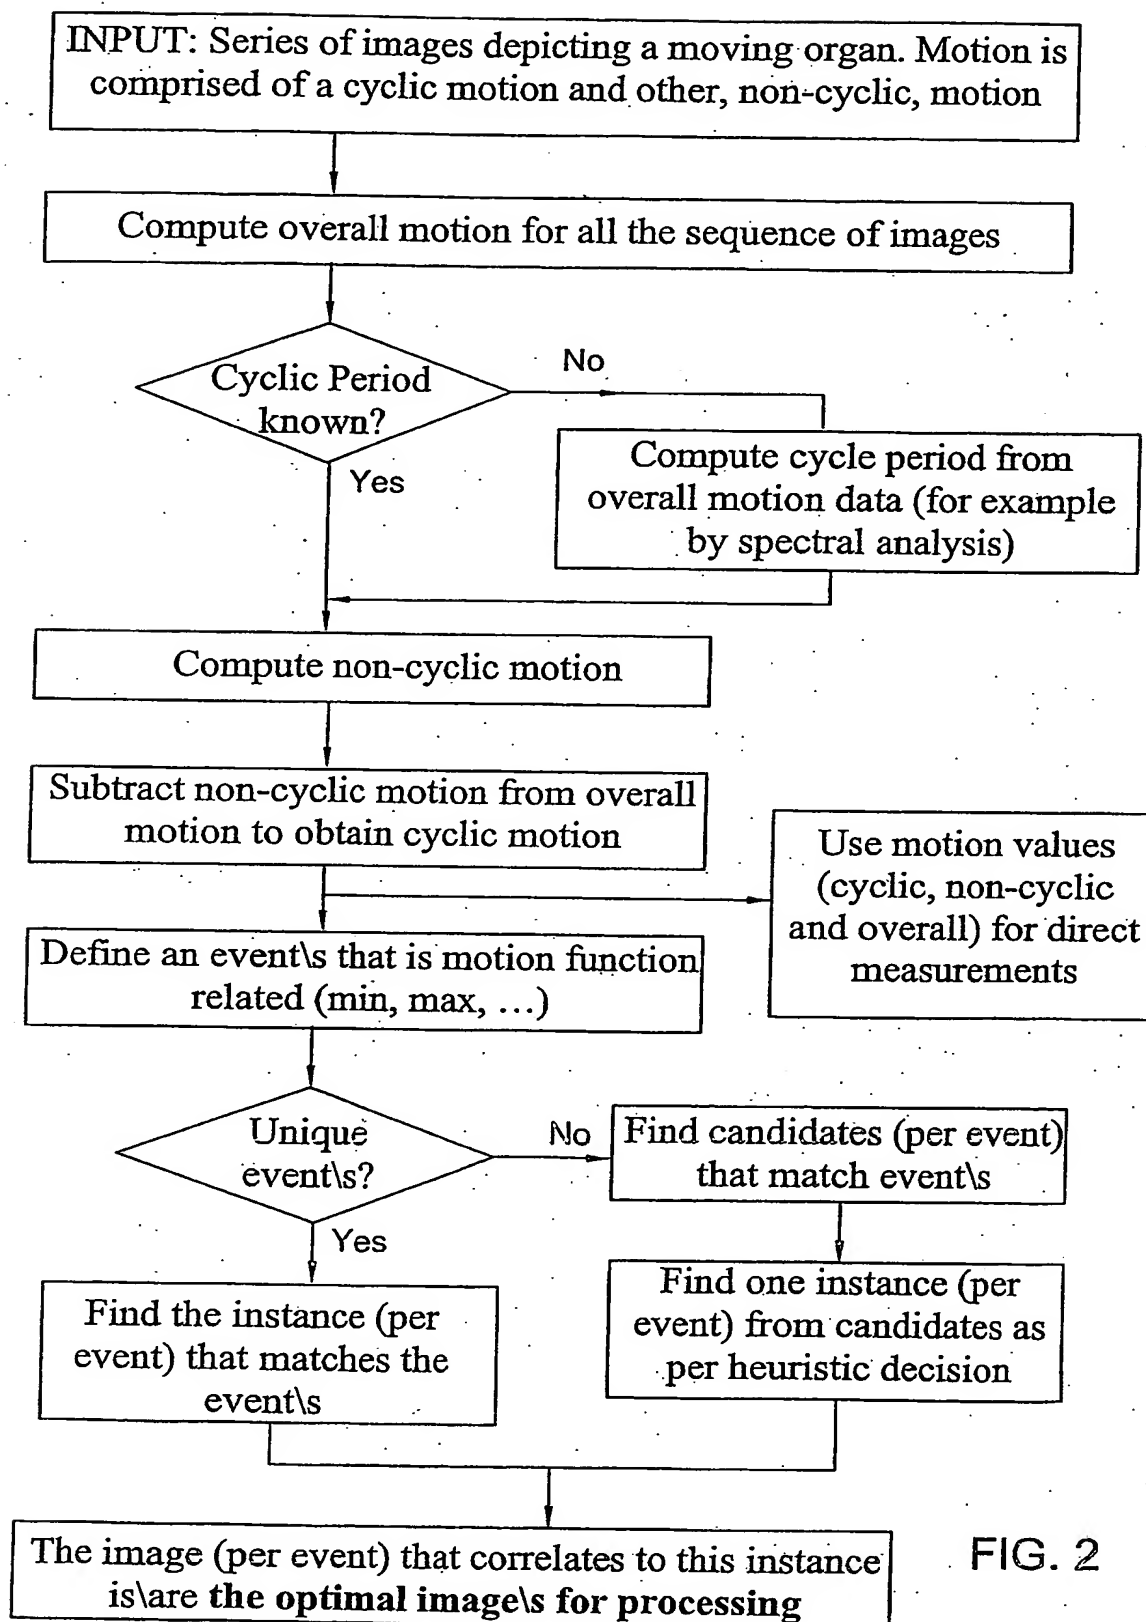 INPUT: Series of images depicting a moving organ. Motion is
comprised of a cyclic motion and other, non-cyclic, motion
Compute overall motion for all the sequence of images
Cyclic Period
known?
No
Yes
Compute cycle period from
overall motion data (for example
by spectral analysis)
Compute non-cyclic motion
Subtract non-cyclic motion from overall
motion to obtain cyclic motion
Use motion values
(cyclic, non-cyclic
and overall) for direct
measurements
Define an event\s that is motion function
related (min, max, …)
Unique
event\s?
No
Yes
Find candidates (per event)
that match event\s
Find the instance (per
event) that matches the
event\s
Find one instance (per
event) from candidates as
per heuristic decision
The image (per event) that correlates to this instance
is\are the optimal image\s for processing
FIG. 2